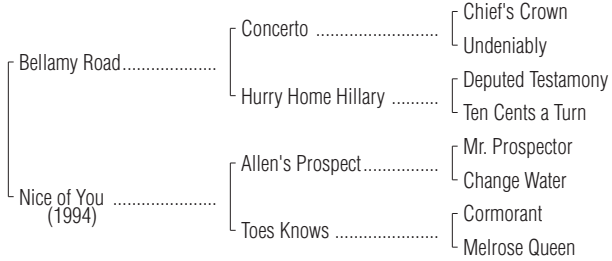 Chief's Crown
Concerto ........................
Undeniably
Bellamy Road...................
Deputed Testamony
Hurry Home Hillary ..........
Ten Cents a Turn
Mr. Prospector
Allen's Prospect...............
Change Water
Nice of You .....................
(1994)
Cormorant
Toes Knows .....................
Melrose Queen